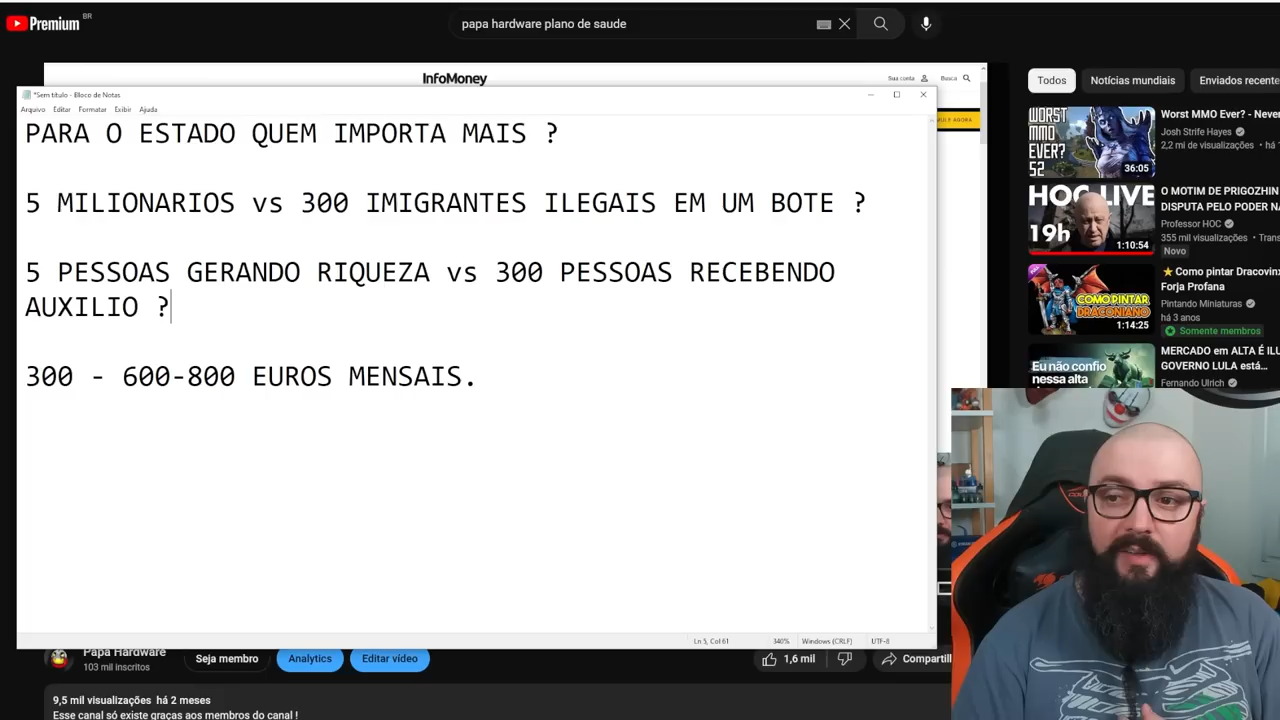 Premium BR
papa hardware plano de saude
InfoMoney
Sua conta
Busca
Todos
Notícias mundiais
Enviados recente
*Sem título - Bloco de Notas
Arquivo Editar Formatar Exibir Ajuda
PARA O ESTADO QUEM IMPORTA MAIS ?
5 MILIONARIOS vs 300 IMIGRANTES ILEGAIS EM UM BOTE ?
5 PESSOAS GERANDO RIQUEZA vs 300 PESSOAS RECEBENDO
AUXILIO ?
300 - 600-800 EUROS MENSAIS.
Ln 5, Col 61
340%
Windows (CRLF)
UTF-8
AGORA
WORST
MMO
EVER?
52
36:05
Worst MMO Ever? - Never
Josh Strife Hayes
2,2 mi de visualizações • há
HOC LIVE
19h
1:10:54
O MOTIM DE PRIGOZHIN
DISPUTA PELO PODER NA
Professor HOC
355 mil visualizações • Trans
Novo
COMO PINTAR
DRACONIANO
1:14:25
Como pintar Dracovin
Forja Profana
Pintando Miniaturas
há 3 anos
Somente membros
Eu não confio
nessa alta
MERCADO em ALTA É ILU
GOVERNO LULA está...
Fernando Ulrich
Papa Hardware
103 mil inscritos
Seja membro
Analytics
Editar vídeo
1,6 mil
Compartil
9,5 mil visualizações há 2 meses
Esse canal só existe graças aos membros do canal !